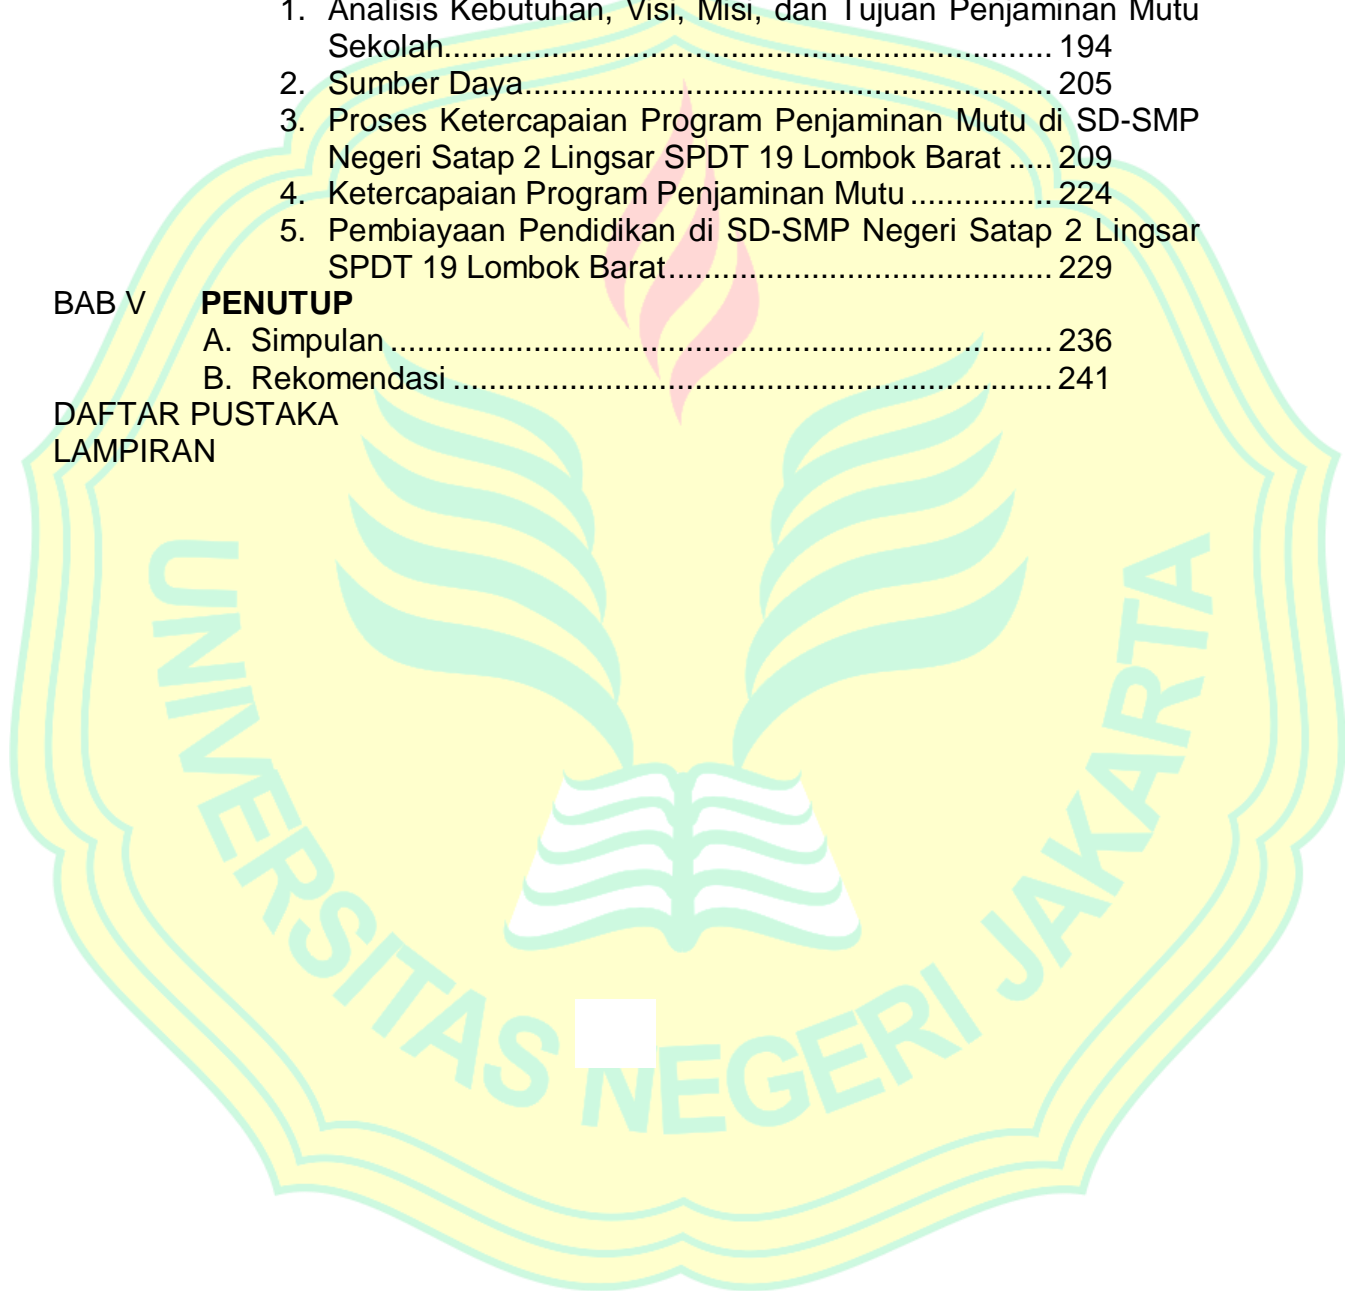 1. Analisis Kebutuhan, Visi, Misi, dan Tujuan Penjaminan Mutu
Sekolah.................................................................... 194
2. Sumber Daya........................................................... 205
3. Proses Ketercapaian Program Penjaminan Mutu di SD-SMP
Negeri Satap 2 Lingsar SPDT 19 Lombok Barat ..... 209
4. Ketercapaian Program Penjaminan Mutu ................ 224
5. Pembiayaan Pendidikan di SD-SMP Negeri Satap 2 Lingsar
SPDT 19 Lombok Barat........................................... 229
BAB V PENUTUP
A. Simpulan .......................................................................... 236
B. Rekomendasi ................................................................... 241
DAFTAR PUSTAKA
LAMPIRAN
UNIVERSITAS NEGERI JAKARTA